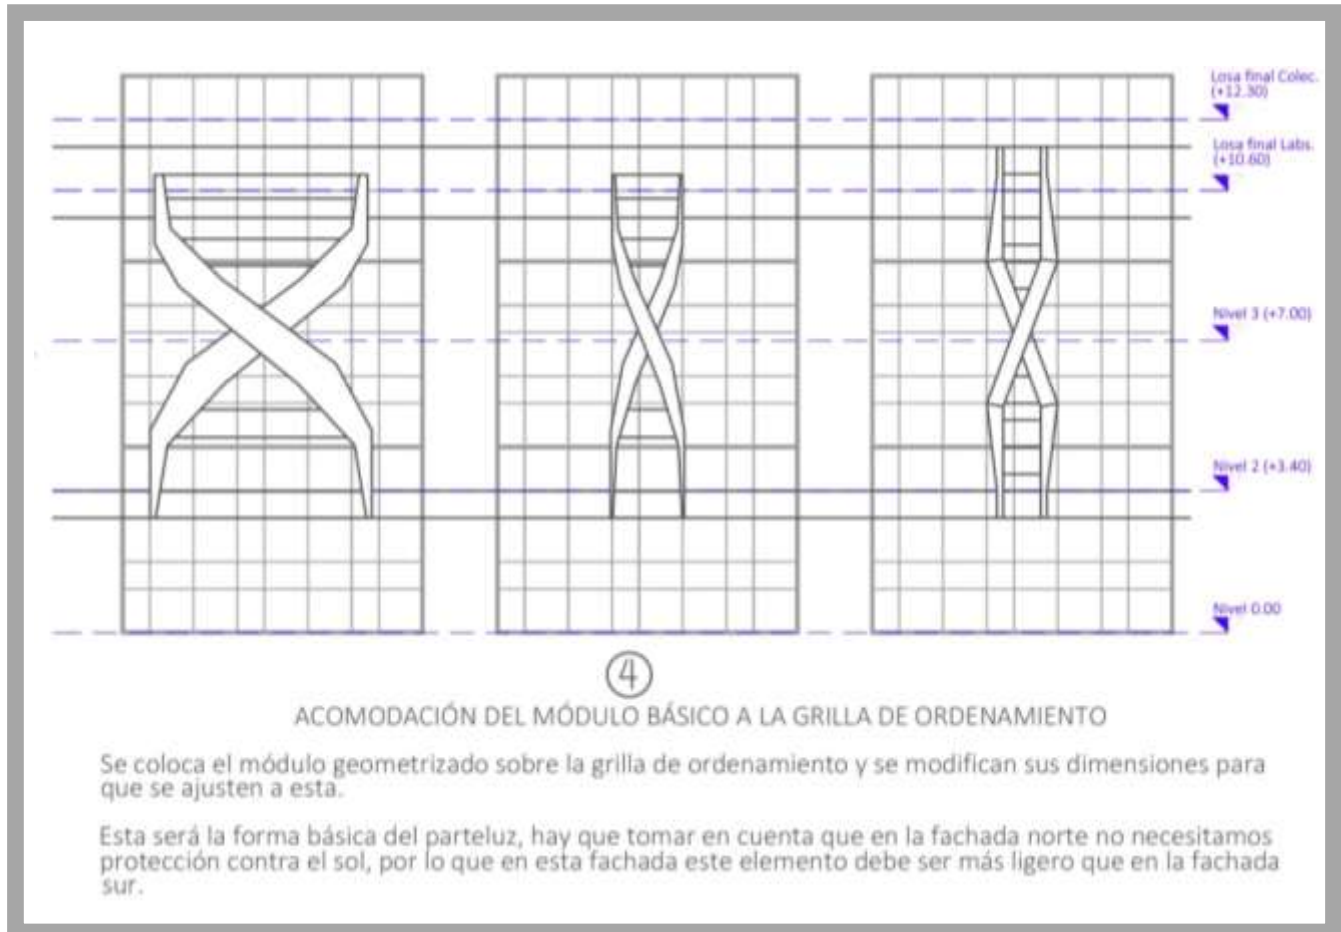 Losa final Colec.
(+12.30)
Losa final Labs.
(+10.60)
Nivel 3 (+7.00)
Nivel 2 (+3.40)
Nivel 0.00
4
ACOMODACIÓN DEL MÓDULO BÁSICO A LA GRILLA DE ORDENAMIENTO
Se coloca el módulo geometrizado sobre la grilla de ordenamiento y se modifican sus dimensiones para
que se ajusten a esta.
Esta será la forma básica del parteluz, hay que tomar en cuenta que en la fachada norte no necesitamos
protección contra el sol, por lo que en esta fachada este elemento debe ser más ligero que en la fachada
sur.